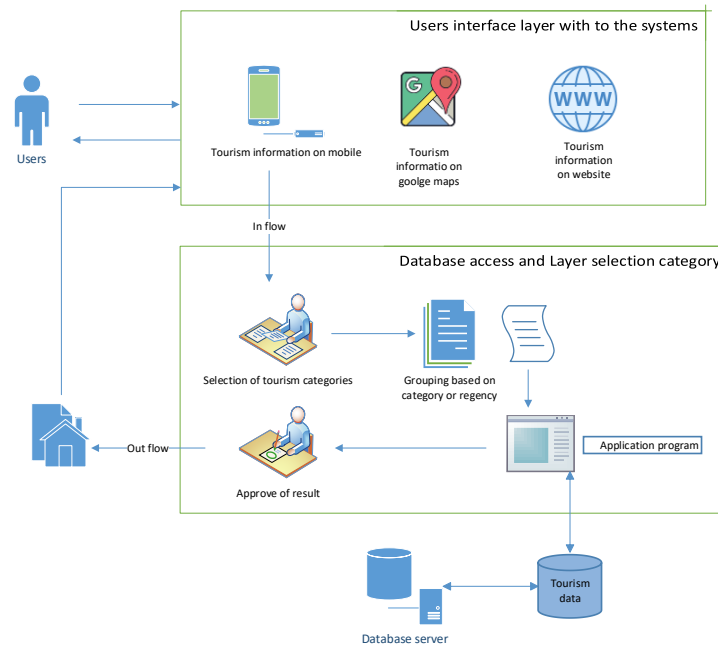 Users interface layer with to the systems
G
WWW
Users
Tourism information on mobile
Tourism
informatio on
goolge maps
Tourism
information
on website
In flow
Database access and Layer selection category
Selection of tourism categories
Grouping based on
category or regency
Out flow
Application program
Approve of result
Tourism
data
Database server